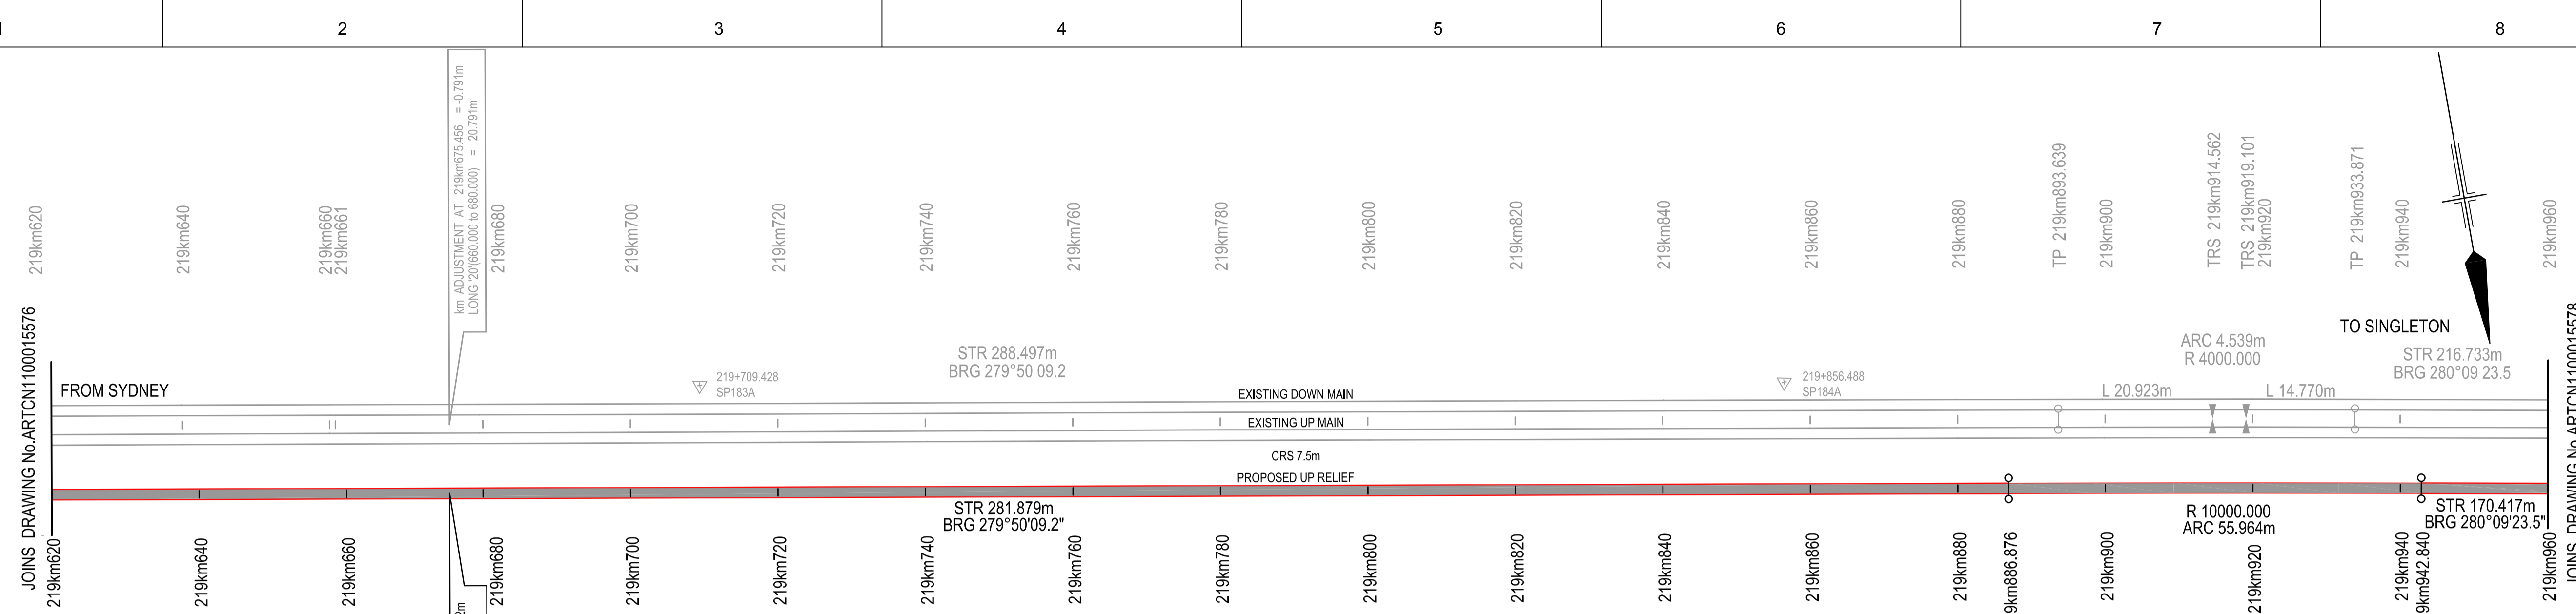 2
3
4
5
6
7
8
km ADJUSTMENT AT 219km675.456 = -0.791m
LONG '20'(660.000 to 680.000) = 20.791m
219km620
219km640
219km660
219km661
219km680
219km700
219km720
219km740
219km760
219km780
219km800
219km820
219km840
219km860
219km880
TP 219km893.639
219km900
TRS 219km914.562
TRS 219km919.101
219km920
TP 219km933.871
219km940
219km960
JOINS DRAWING No.ARTCN1100015576
FROM SYDNEY
219+709.428
SP183A
STR 288.497m
BRG 279°50 09.2
EXISTING DOWN MAIN
EXISTING UP MAIN
CRS 7.5m
PROPOSED UP RELIEF
219+856.488
SP184A
L 20.923m
ARC 4.539m
R 4000.000
L 14.770m
TO SINGLETON
STR 216.733m
BRG 280°09 23.5
JOINS DRAWING No.ARTCN1100015578
STR 281.879m
BRG 279°50'09.2"
R 10000.000
ARC 55.964m
STR 170.417m
BRG 280°09'23.5"
219km620
219km640
219km660
2m
219km680
219km700
219km720
219km740
219km760
219km780
219km800
219km820
219km840
219km860
219km880
9km886.876
219km900
219km920
219km940
9km942.840
219km960